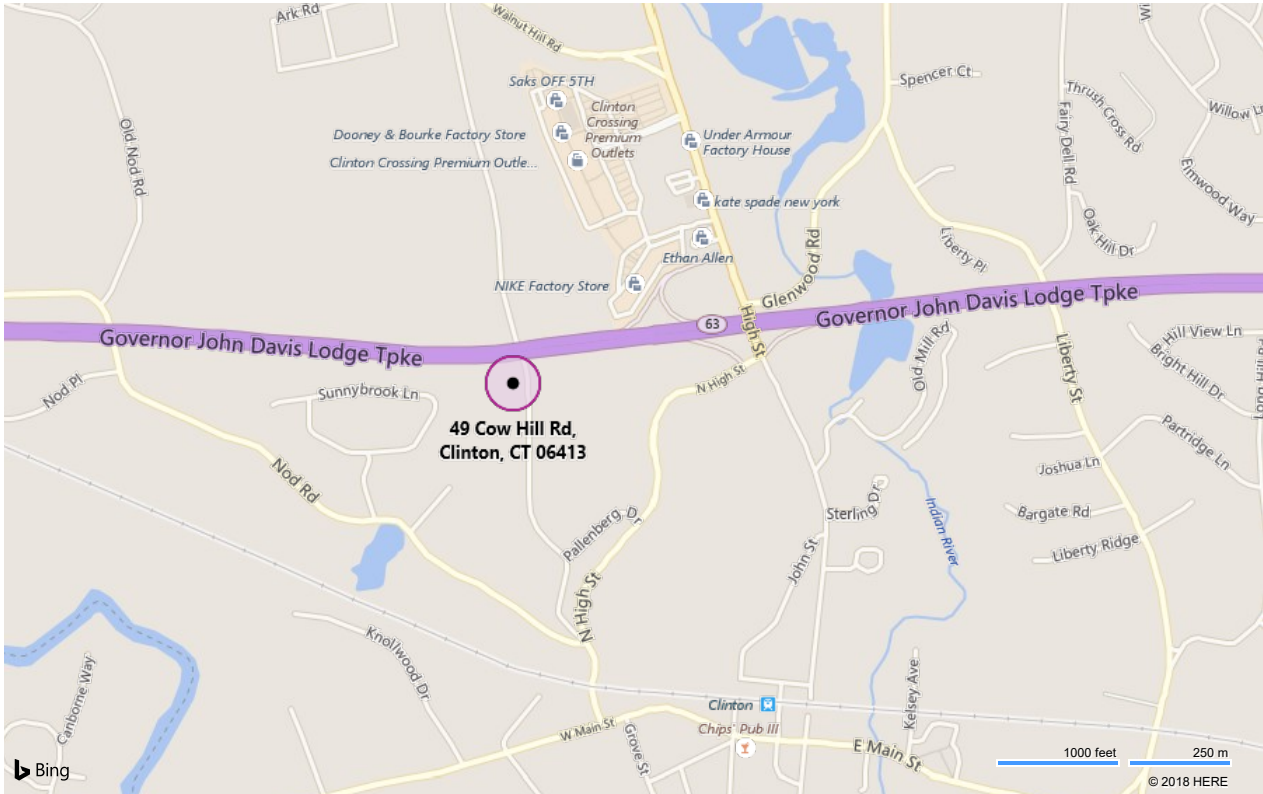 Ark Rd
Walnut Hill Rd
Saks OFF 5TH
Clinton
Crossing
Premium
Outlets
Dooney & Bourke Factory Store
Clinton Crossing Premium Outle...
Under Armour
Factory House
kate spade new york
Ethan Allen
NIKE Factory Store
Spencer Ct
Thrush Cross Rd
Fairy Dell Rd
Elmwood Way
Oak Hill Dr
Liberty Pl
Old Nod Rd
Glenwood Rd
63
High St
Governor John Davis Lodge Tpke
Governor John Davis Lodge Tpke
Old Mill Rd
Hill View Ln
Bright Hill Dr
Liberty St
N High St
Nod Pl
Sunnybrook Ln
49 Cow Hill Rd,
Clinton, CT 06413
Partridge Ln
Joshua Ln
Nod Rd
Pallenberg Dr
Sterling Dr
Indian River
Bargate Rd
Liberty Ridge
John St
N High St
Knollwood Dr
Canborne Way
Kelsey Ave
Clinton
Chips' Pub III
W Main St
Grove St
E Main St
1000 feet
250 m
Bing
© 2018 HERE